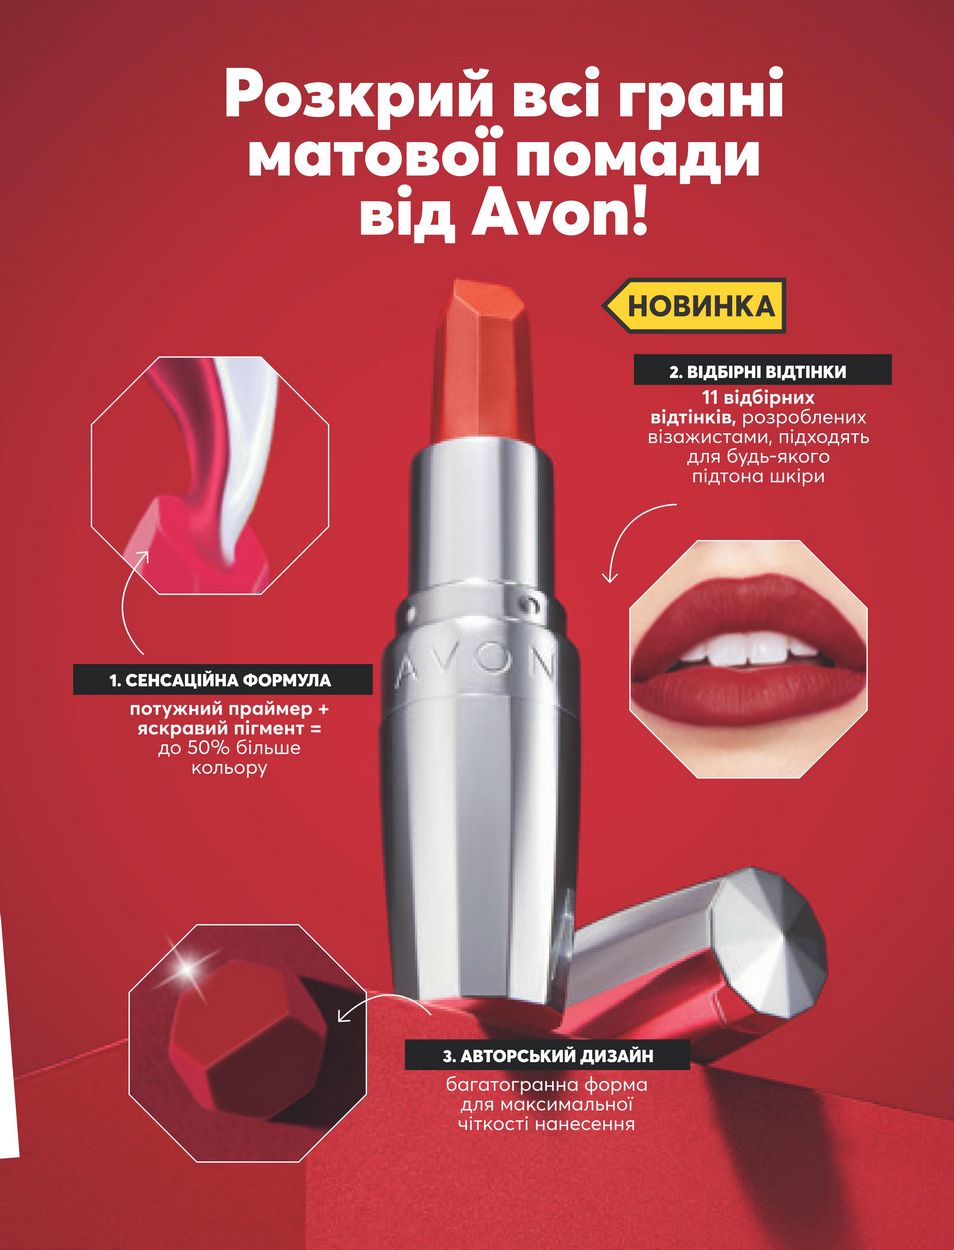 Розкрий всі грані
матової помади
від Avon!
НОВИНКА
2. ВІДБІРНІ ВІДТІНКИ
11 відбірних
відтінків, розроблених
візажистами, підходять
для будь-якого
підтона шкіри
AVON
1. СЕНСАЦІЙНА ФОРМУЛА
потужний праймер +
яскравий пігмент =
до 50% більше
кольору
3. АВТОРСЬКИЙ ДИЗАЙН
багатогранна форма
для максимальної
чіткості нанесення